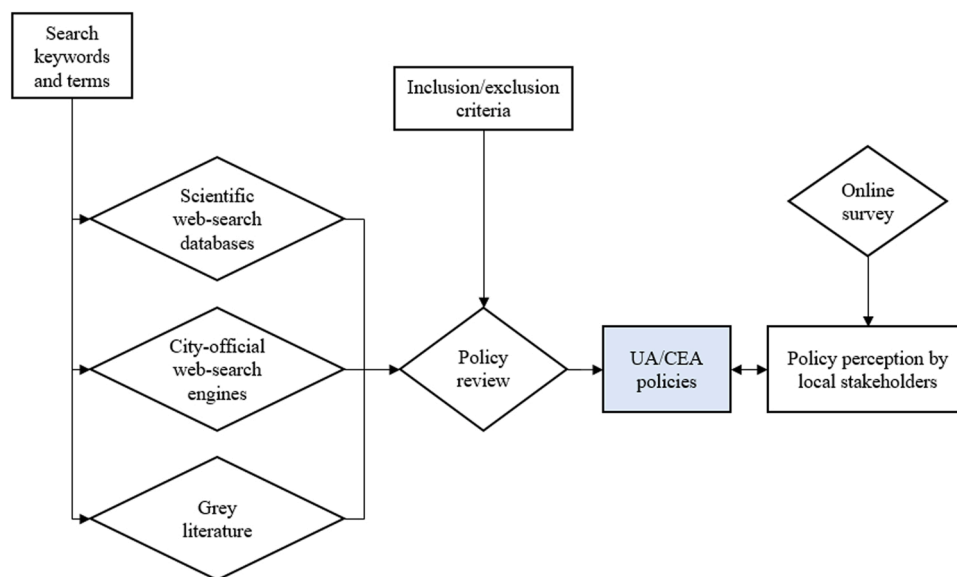 Search
keywords
and terms
Inclusion/exclusion
criteria
Online
survey
Scientific
web-search
databases
City-official
web-search
engines
Policy
review
UA/CEA
policies
Policy perception by
local stakeholders
Grey
literature